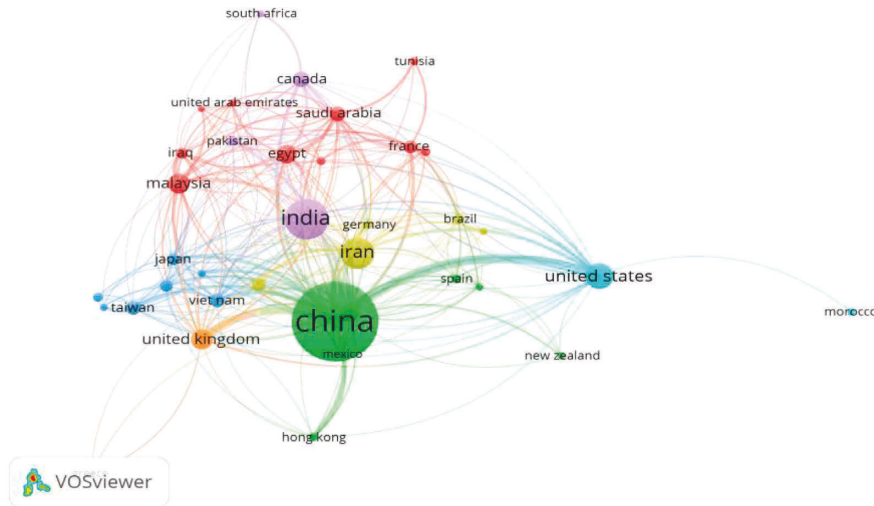 south africa
tunisia
canada
united arab emirates
saudi arabia
pakistan
france
iraq
egypt
malaysia
india
brazil
germany
iran
japan
spain
united states
viet nam
taiwan
morocco
china
united kingdom
mexico
new zealand
hong kong
VOSviewer